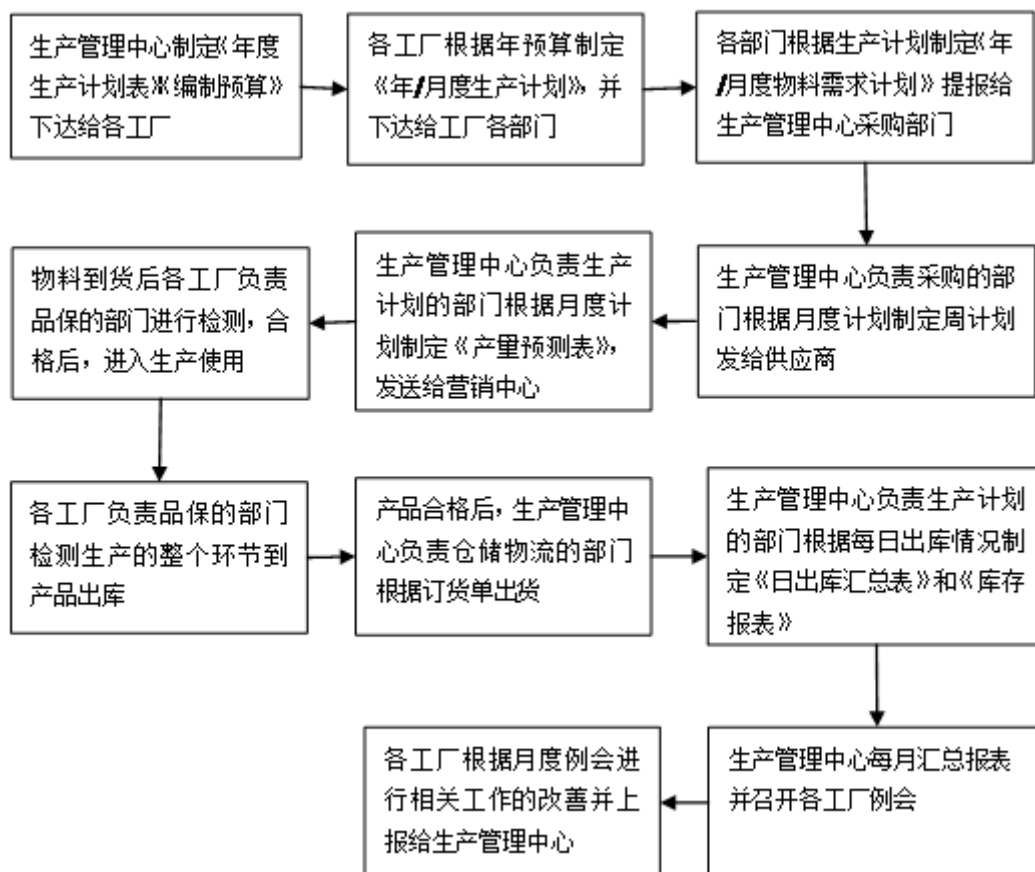 生产管理中心制定《年度
生产计划表》《编制预算》
下达给各工厂
各工厂根据年预算制定
《年/月度生产计划》，并
下达给工厂各部门
各部门根据生产计划制定《年
/月度物料需求计划》提报给
生产管理中心采购部门
生产管理中心负责采购的部
门根据月度计划制定周计划
发给供应商
生产管理中心负责生产
计划的部门根据月度计
划制定《产量预测表》，
发送给营销中心
物料到货后各工厂负责
品保的部门进行检测，合
格后，进入生产使用
各工厂负责品保的部门
检测生产的整个环节到
产品出库
产品合格后，生产管理中
心负责仓储物流的部门
根据订货单出货
生产管理中心负责生产计划
的部门根据每日出库情况制
定《日出库汇总表》和《库存
报表》
生产管理中心每月汇总报表
并召开各工厂例会
各工厂根据月度例会进
行相关工作的改善并上
报给生产管理中心